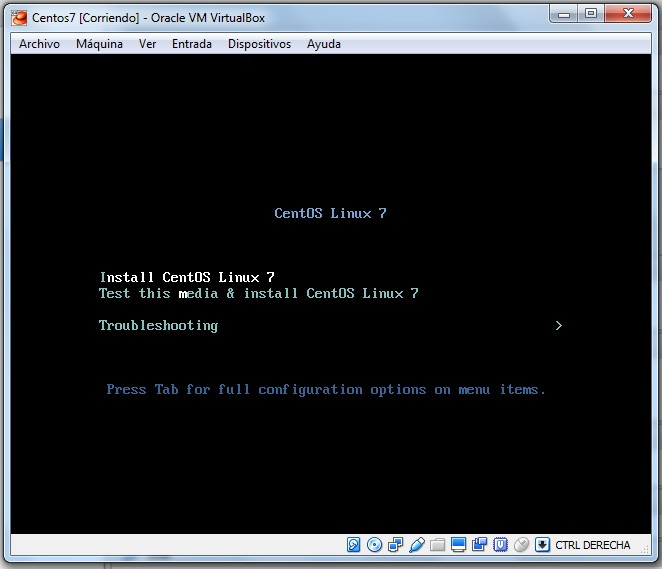 Centos7 [Corriendo] - Oracle VM VirtualBox
Archivo Máquina Ver Entrada Dispositivos Ayuda
CentOS Linux 7
Install CentOS Linux 7
Test this media & install CentOS Linux 7
Troubleshooting >
Press Tab for full configuration options on menu items.
CTRL DERECHA